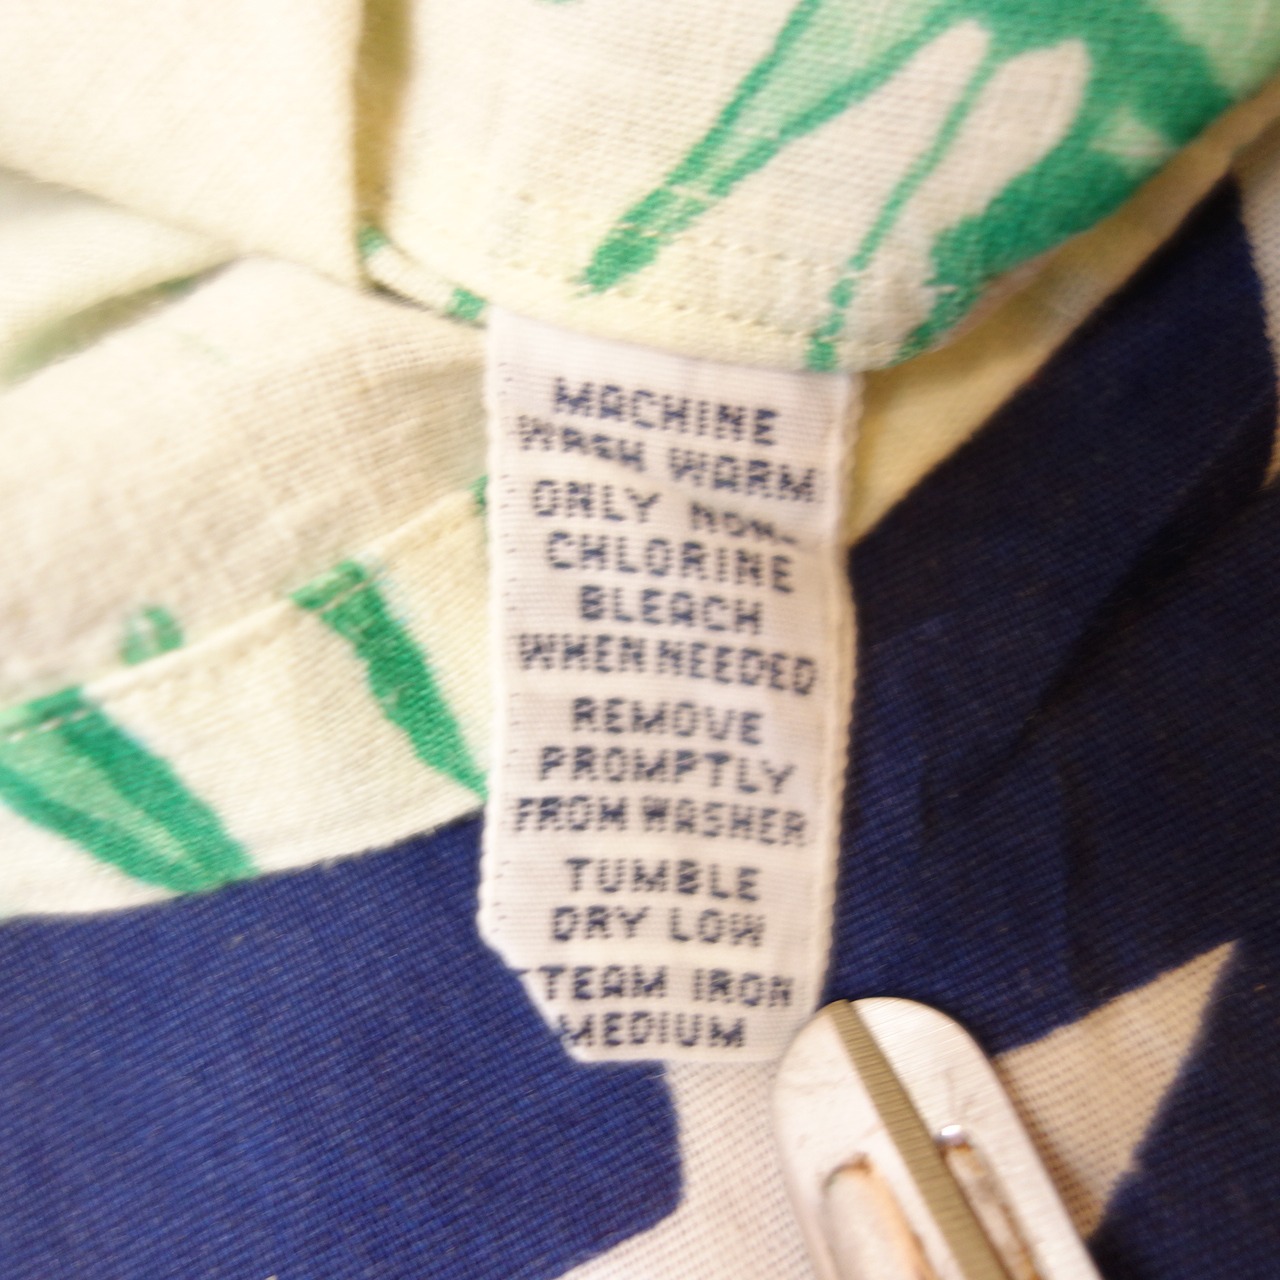 MACHINE
WASH WARM
ONLY NON-
CHLORINE
BLEACH
WHEN NEEDED
REMOVE
PROMPTLY
FROM WASHER
TUMBLE
DRY LOW
TEAM IRON
MEDIUM